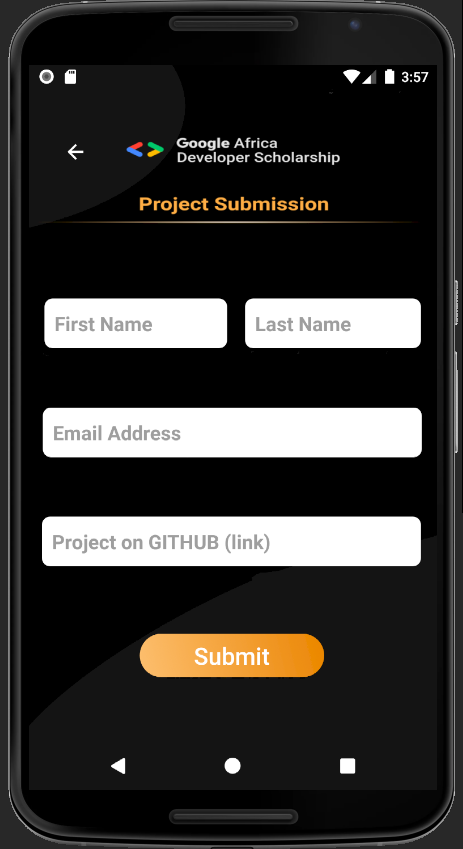 3:57
Google Africa
Developer Scholarship
Project Submission
First Name
Last Name
Email Address
Project on GITHUB (link)
Submit